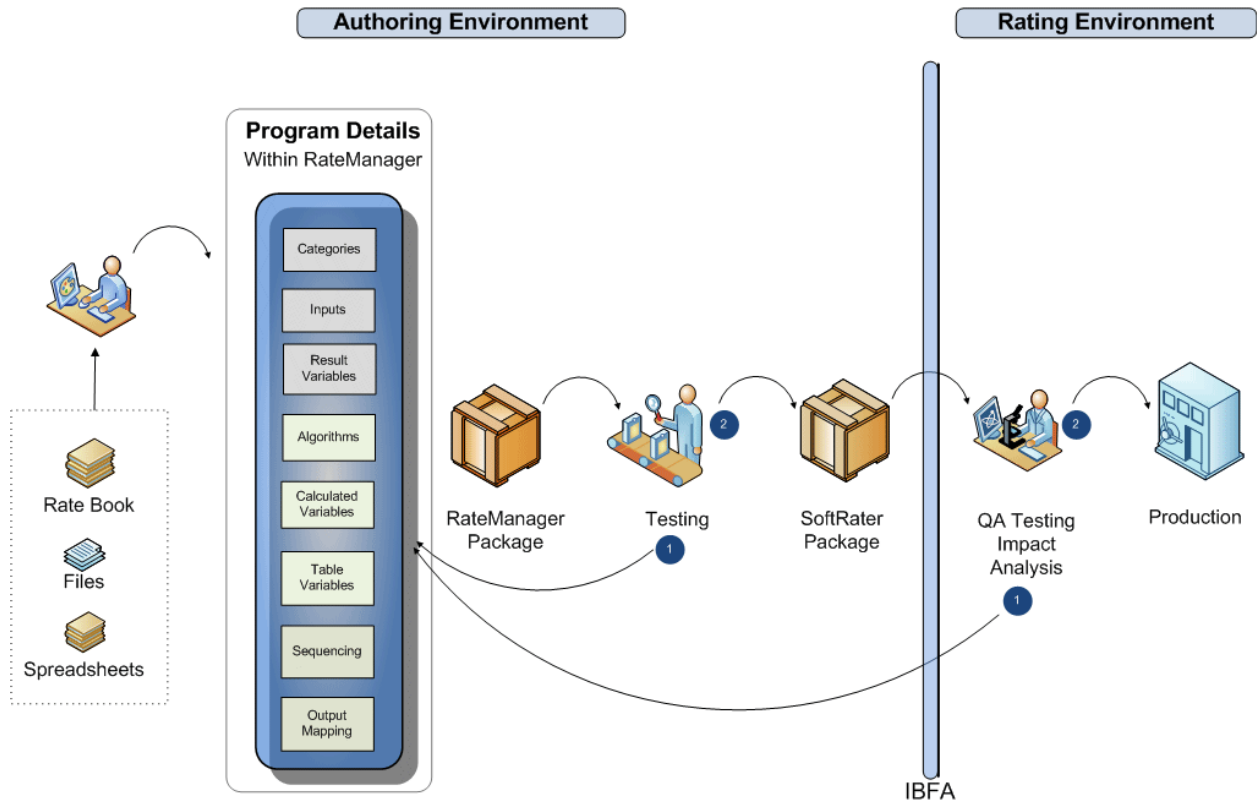 Authoring Environment
Rating Environment
Program Details
Within RateManager
Categories
Inputs
Result
Variables
Algorithms
Calculated
Variables
Table
Variables
Sequencing
Output
Mapping
Rate Book
Files
Spreadsheets
RateManager
Package
Testing
1
2
SoftRater
Package
QA Testing
Impact
Analysis
1
2
Production
IBFA